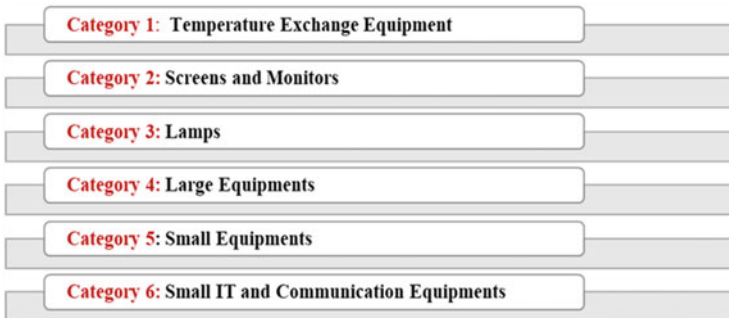 Category 1: Temperature Exchange Equipment
Category 2: Screens and Monitors
Category 3: Lamps
Category 4: Large Equipments
Category 5: Small Equipments
Category 6: Small IT and Communication Equipments